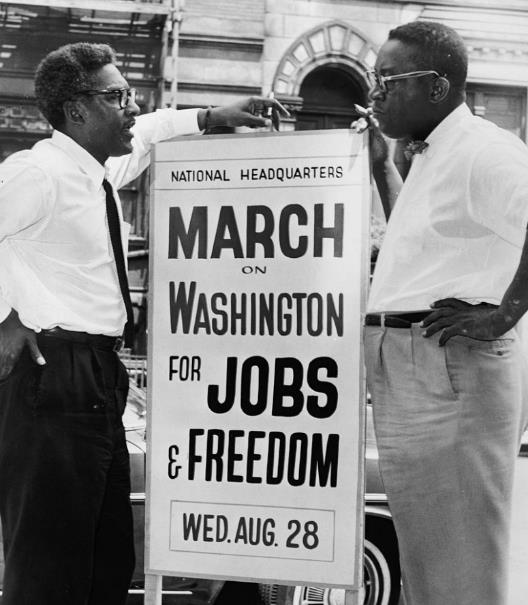 NATIONAL HEADQUARTERS
MARCH
ON
WASHINGTON
FOR JOBS
& FREEDOM
WED. AUG. 28